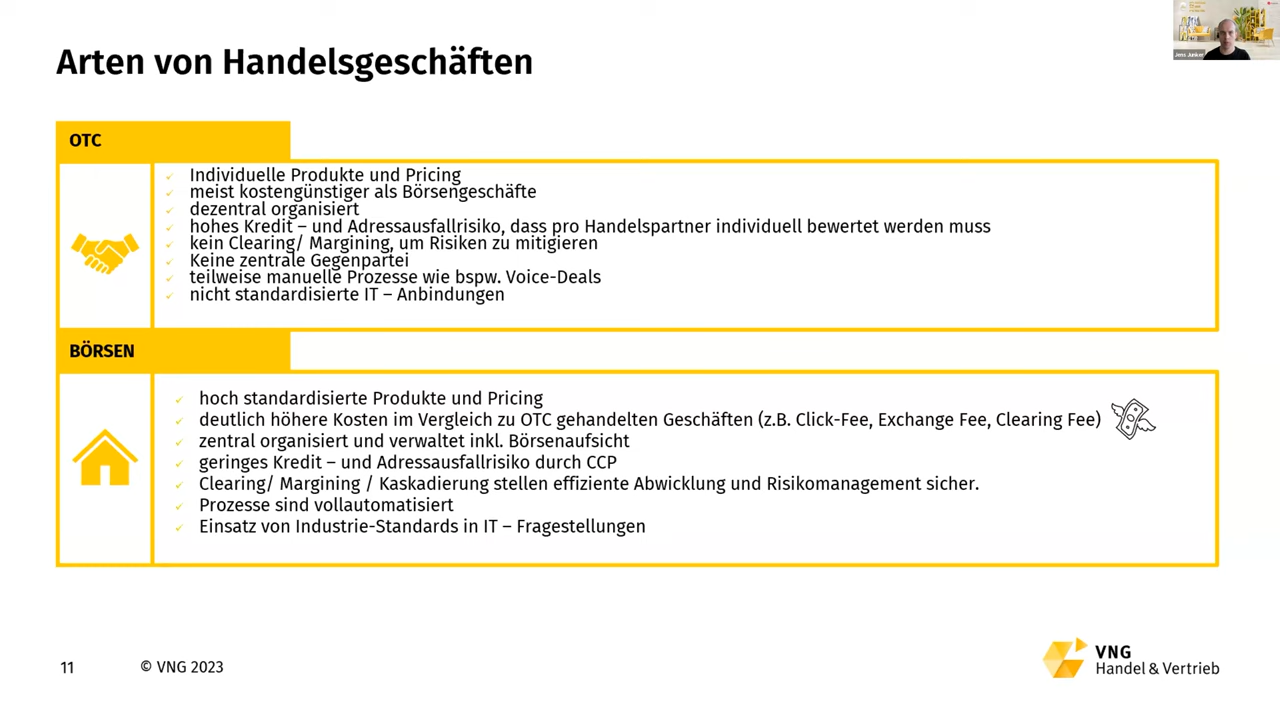 Arten von Handelsgeschäften
Jens Junker
OTC
Individuelle Produkte und Pricing
meist kostengünstiger als Börsengeschäfte
dezentral organisiert
hohes Kredit – und Adressausfallrisiko, dass pro Handelspartner individuell bewertet werden muss
kein Clearing/ Margining, um Risiken zu mitigieren
Keine zentrale Gegenpartei
teilweise manuelle Prozesse wie bspw. Voice-Deals
nicht standardisierte IT – Anbindungen
BÖRSEN
hoch standardisierte Produkte und Pricing
deutlich höhere Kosten im Vergleich zu OTC gehandelten Geschäften (z.B. Click-Fee, Exchange Fee, Clearing Fee)
zentral organisiert und verwaltet inkl. Börsenaufsicht
geringes Kredit – und Adressausfallrisiko durch CCP
Clearing/ Margining / Kaskadierung stellen effiziente Abwicklung und Risikomanagement sicher.
Prozesse sind vollautomatisiert
Einsatz von Industrie-Standards in IT – Fragestellungen
11
© VNG 2023
VNG
Handel & Vertrieb